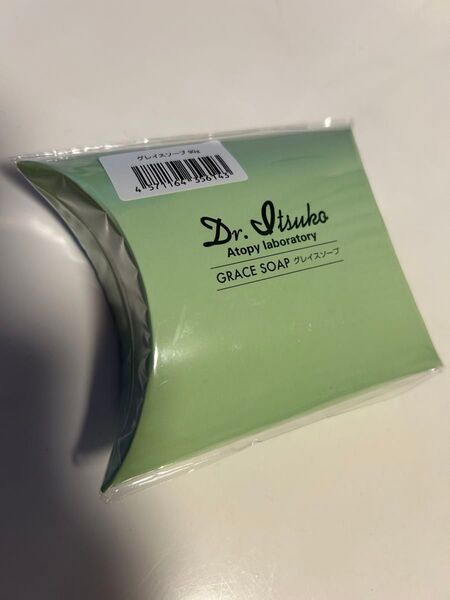 グレイスソープ 90g
4 571164 356143
Dr. Itsuko
Atopy laboratory
GRACE SOAP グレイスソープ